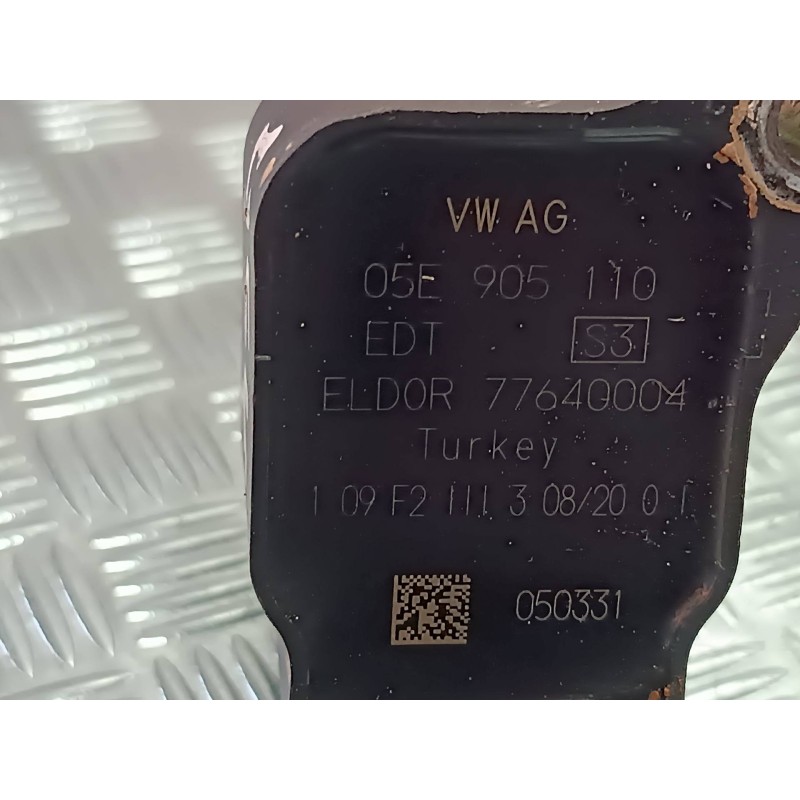 VW AG
05E 905 110
EDT S3
ELDOR 77640004
Turkey
1 09 F2 111 3 08/20 0 1
050331